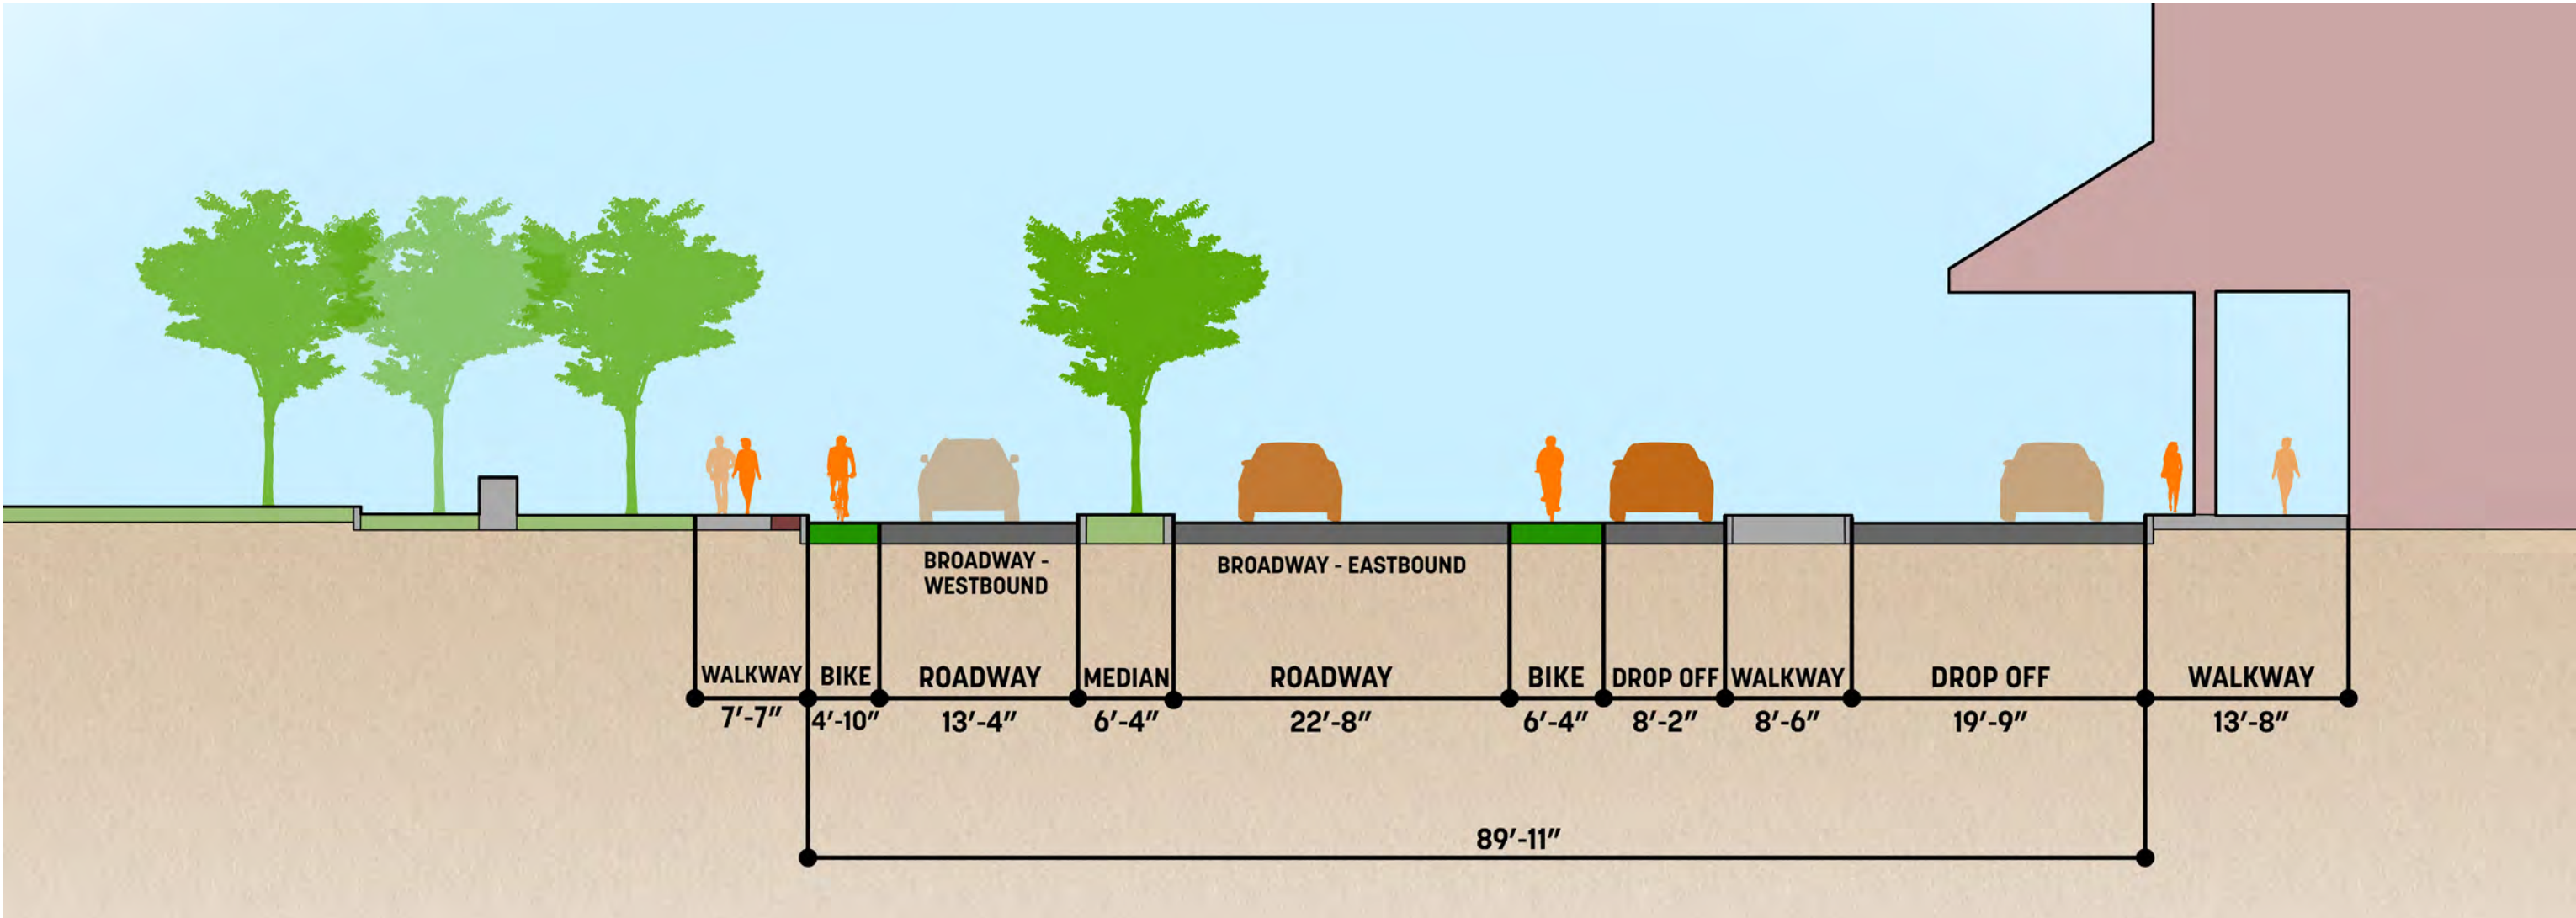 BROADWAY -
WESTBOUND
BROADWAY - EASTBOUND
WALKWAY BIKE ROADWAY MEDIAN ROADWAY BIKE DROP OFF WALKWAY DROP OFF WALKWAY
7′-7″ 4′-10″ 13′-4″ 6′-4″ 22′-8″ 6′-4″ 8′-2″ 8′-6″ 19′-9″ 13′-8″
89′-11″